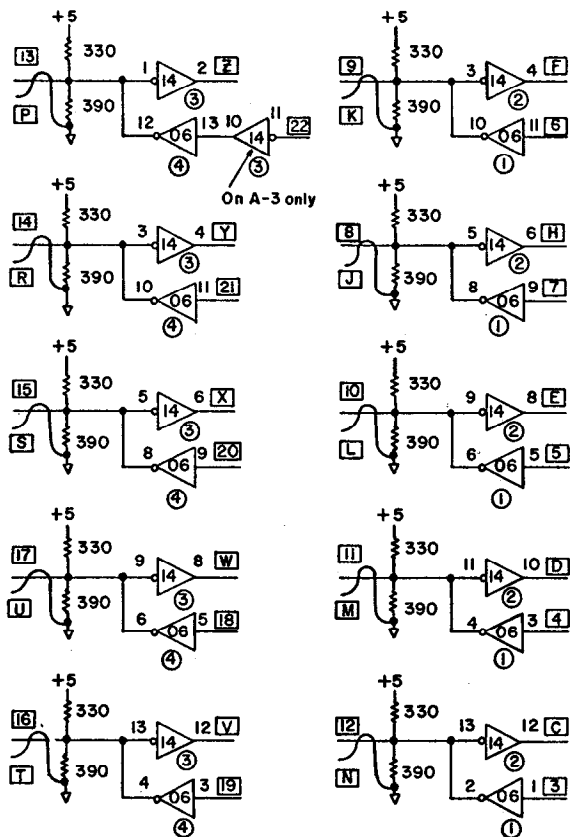 +5
13 330 1 14 2 Z
P 390 3
12 06 13 10 14 11 22
4 3
On A-3 only
+5
14 330 3 14 4 Y
R 390 3
10 06 11 21
4
+5
15 330 5 14 6 X
S 390 3
8 06 9 20
4
+5
17 330 9 14 8 W
U 390 3
6 06 5 18
4
+5
16 330 13 14 12 V
T 390 3
4 06 3 19
4
+5
9 330 3 14 4 F
K 390 2
10 06 11 6
1
+5
8 330 5 14 6 H
J 390 2
8 06 9 7
1
+5
10 330 9 14 8 E
L 390 2
6 06 5 5
1
+5
11 330 11 14 10 D
M 390 2
4 06 3 4
1
+5
12 330 13 14 12 C
N 390 2
2 06 1 3
1